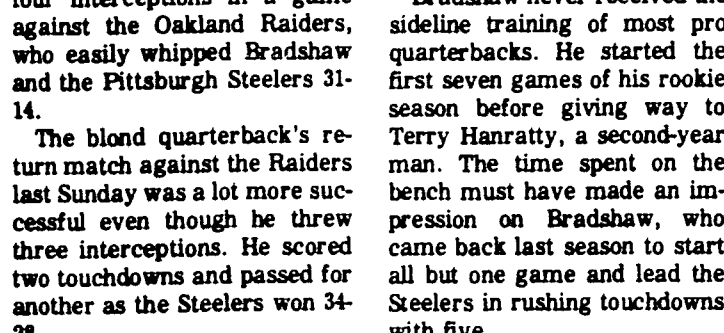 four interceptions in a game
against the Oakland Raiders,
who easily whipped Bradshaw
and the Pittsburgh Steelers 31-
14.
The blond quarterback's re-
turn match against the Raiders
last Sunday was a lot more suc-
cessful even though he threw
three interceptions. He scored
two touchdowns and passed for
another as the Steelers won 34-
28.
Bradshaw never received the
sideline training of most pro
quarterbacks. He started the
first seven games of his rookie
season before giving way to
Terry Hanratty, a second-year
man. The time spent on the
bench must have made an im-
pression on Bradshaw, who
came back last season to start
all but one game and lead the
Steelers in rushing touchdowns
with five